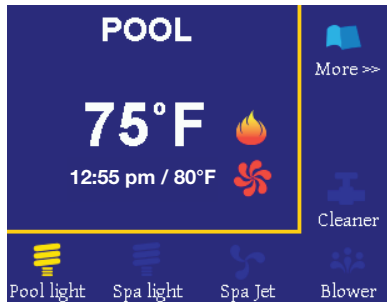 POOL
More >>
75°F
12:55 pm / 80°F
Cleaner
Pool light Spa light Spa Jet Blower